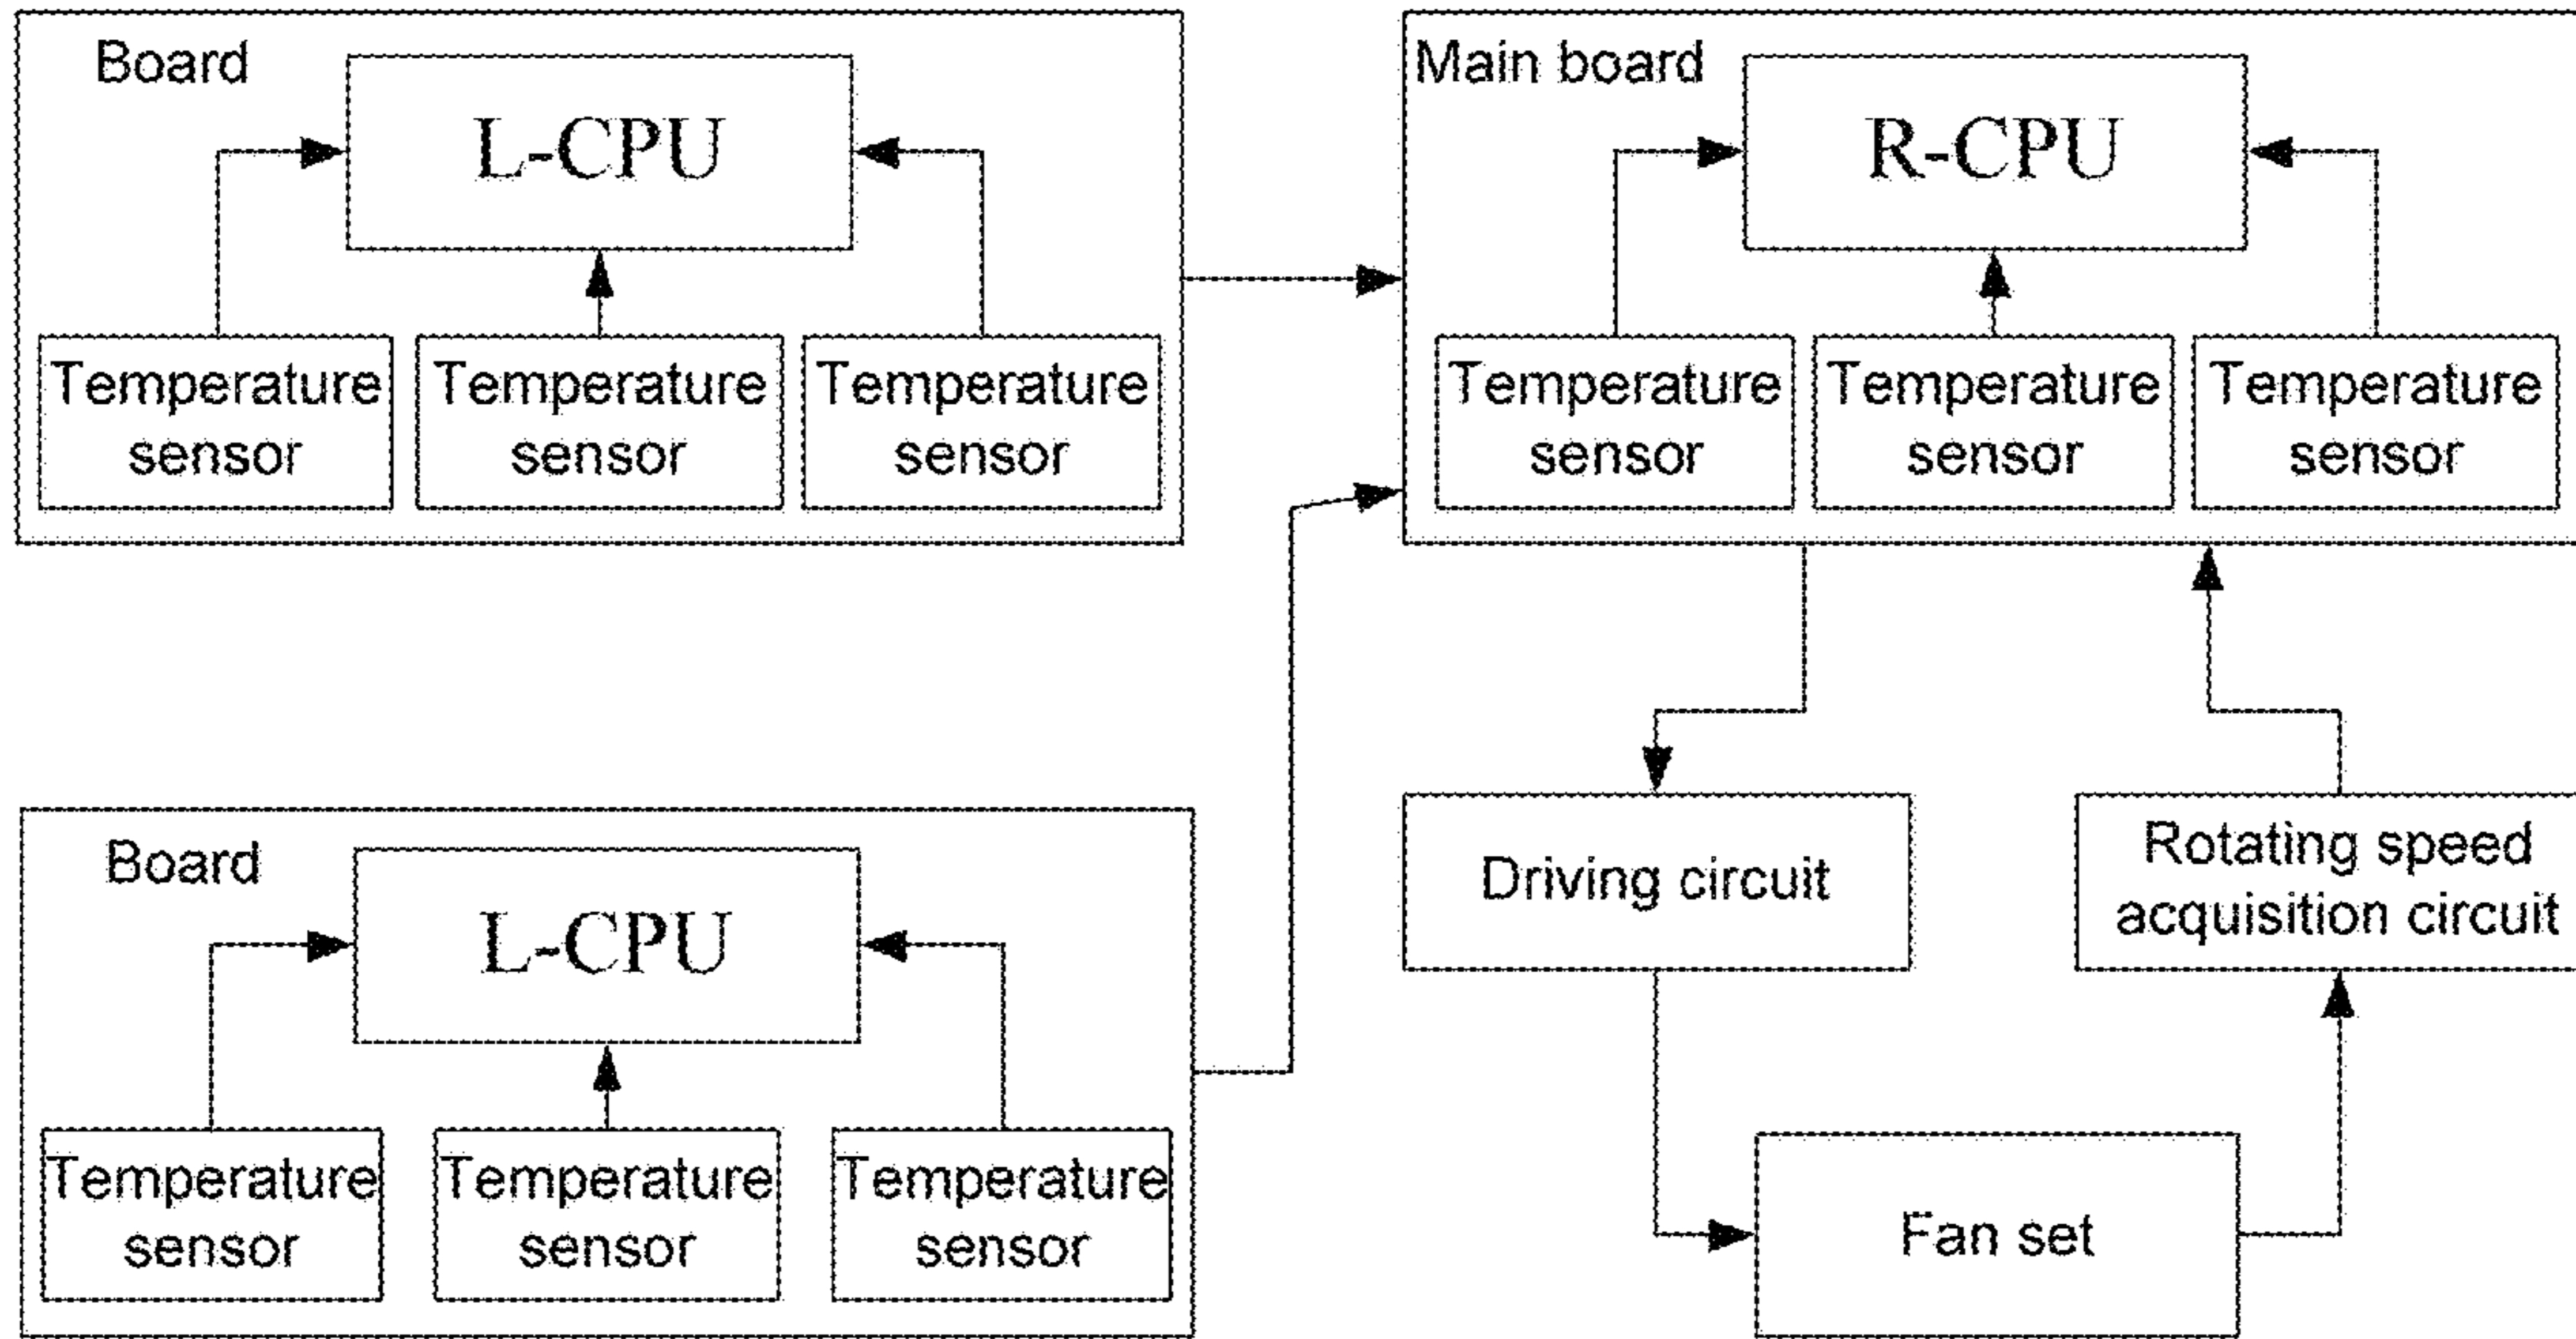 Board
L-CPU
Temperature
sensor
Temperature
sensor
Temperature
sensor
Main board
R-CPU
Temperature
sensor
Temperature
sensor
Temperature
sensor
Board
L-CPU
Temperature
sensor
Temperature
sensor
Temperature
sensor
Driving circuit
Rotating speed
acquisition circuit
Fan set